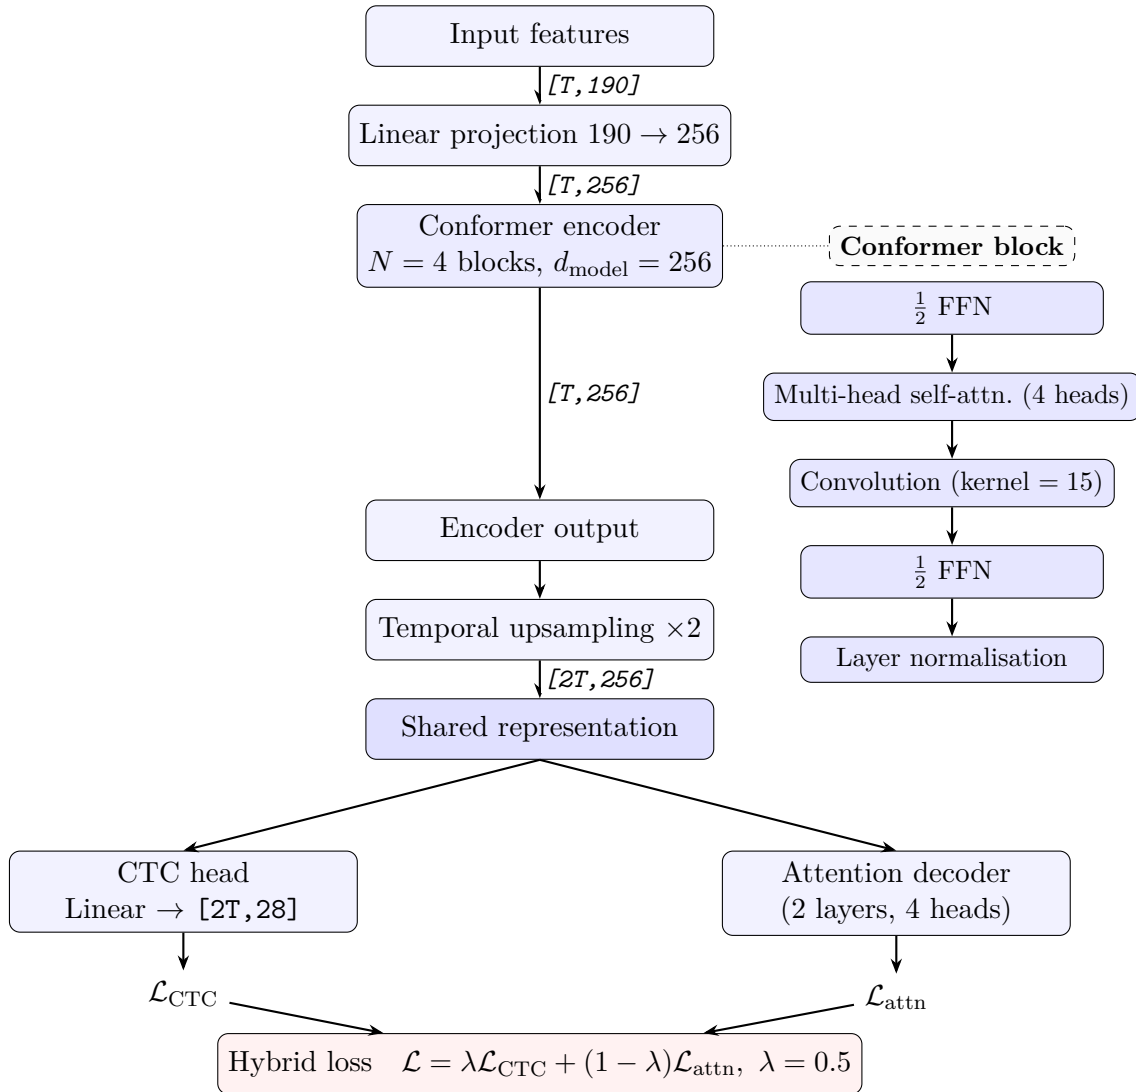 Input features
[T,190]
Linear projection 190 → 256
[T,256]
Conformer encoder
N = 4 blocks, d_model = 256
Conformer block
½ FFN
Multi-head self-attn. (4 heads)
[T,256]
Convolution (kernel = 15)
Encoder output
½ FFN
Temporal upsampling ×2
Layer normalisation
[2T,256]
Shared representation
CTC head
Linear → [2T,28]
Attention decoder
(2 layers, 4 heads)
ℒ_CTC
ℒ_attn
Hybrid loss ℒ = λℒ_CTC + (1 − λ)ℒ_attn, λ = 0.5